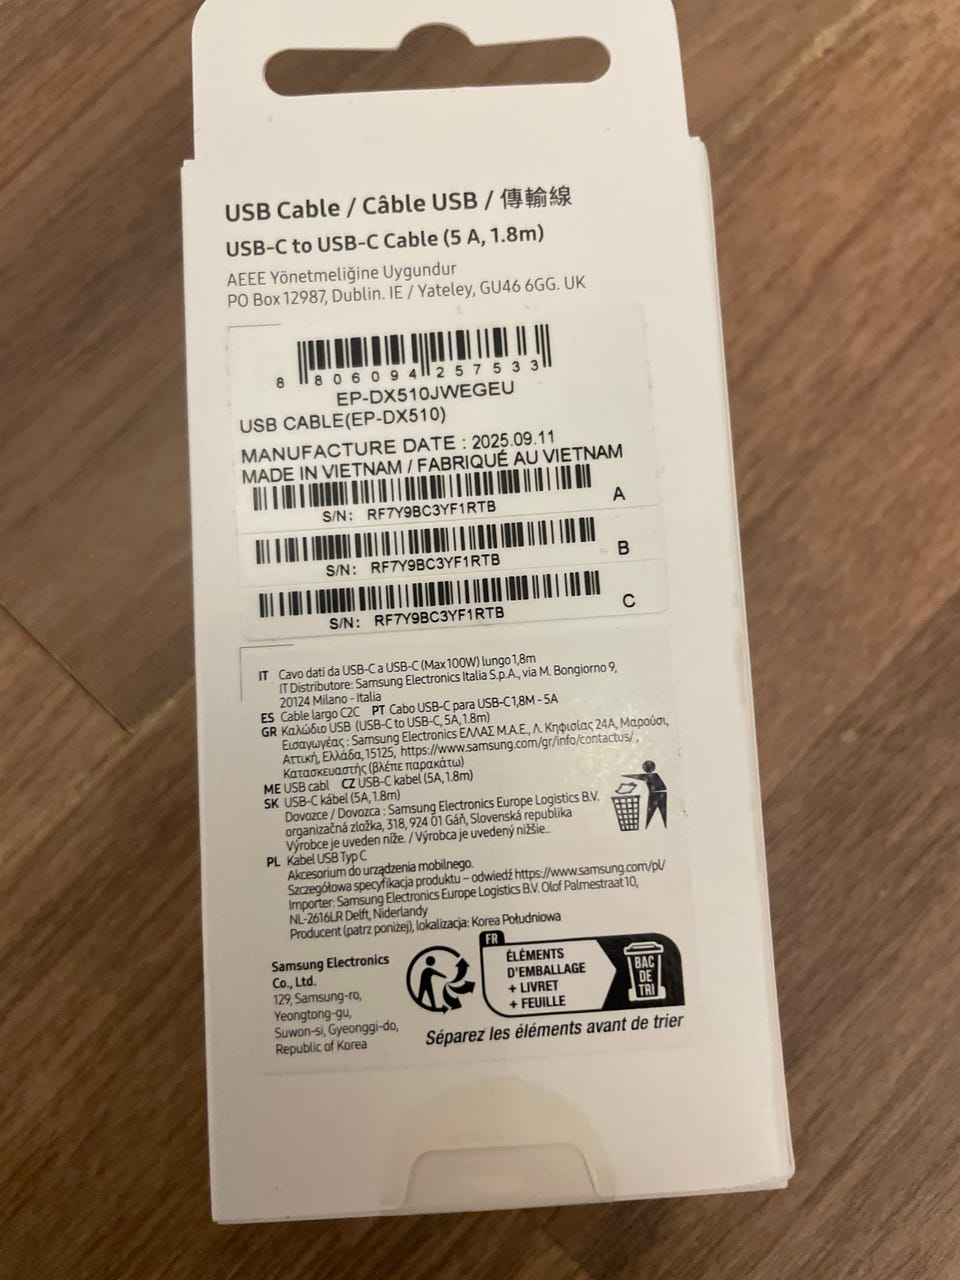 USB Cable / Câble USB / 傳輸線
USB-C to USB-C Cable (5 A, 1.8m)
AEEE Yönetmeliğine Uygundur
PO Box 12987, Dublin. IE / Yateley, GU46 6GG. UK
8 806094 257533
EP-DX510JWEGEU
USB CABLE(EP-DX510)
MANUFACTURE DATE : 2025.09.11
MADE IN VIETNAM / FABRIQUÉ AU VIETNAM
A
S/N: RF7Y9BC3YF1RTB
B
S/N: RF7Y9BC3YF1RTB
C
S/N: RF7Y9BC3YF1RTB
IT Cavo dati da USB-C a USB-C (Max 100W) lungo 1,8m
IT Distributore: Samsung Electronics Italia S.p.A., via M. Bongiorno 9,
20124 Milano - Italia
ES Cable largo C2C PT Cabo USB-C para USB-C 1,8M - 5A
GR Καλώδιο USB (USB-C to USB-C, 5A, 1.8m)
Εισαγωγέας : Samsung Electronics ΕΛΛΑΣ Μ.Α.Ε., Λ. Κηφισίας 24Α, Μαρούσι,
Αττική, Ελλάδα, 15125, https://www.samsung.com/gr/info/contactus/ ,
Κατασκευαστής (βλέπε παρακάτω)
ME USB cabl CZ USB-C kabel (5A, 1.8m)
SK USB-C kábel (5A, 1.8m)
Dovozce / Dovozca : Samsung Electronics Europe Logistics B.V.
organizačná zložka, 318, 924 01 Gáň, Slovenská republika
Výrobce je uveden níže. / Výrobca je uvedený nižšie..
PL Kabel USB Typ C
Akcesorium do urządzenia mobilnego.
Szczegółowa specyfikacja produktu – odwiedź https://www.samsung.com/pl/
Importer: Samsung Electronics Europe Logistics B.V. Olof Palmestraat 10,
NL-2616LR Delft, Niderlandy
Producent (patrz poniżej), lokalizacja: Korea Południowa
Samsung Electronics
Co., Ltd.
129, Samsung-ro,
Yeongtong-gu,
Suwon-si, Gyeonggi-do,
Republic of Korea
FR
ÉLÉMENTS
D'EMBALLAGE
+ LIVRET
+ FEUILLE
BAC
DE
TRI
Séparez les éléments avant de trier